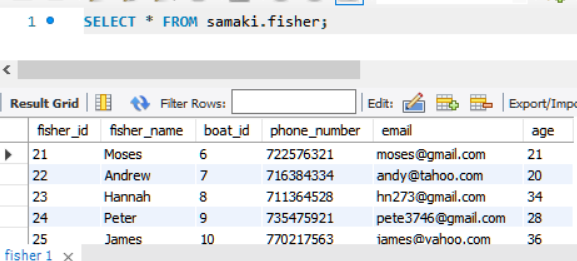 1 SELECT * FROM samaki.fisher;
Result Grid Filter Rows: Edit: Export/Impo
fisher_id fisher_name boat_id phone_number email age
21 Moses 6 722576321 moses@gmail.com 21
22 Andrew 7 716384334 andy@tahoo.com 20
23 Hannah 8 711364528 hn273@gmail.com 34
24 Peter 9 735475921 pete3746@gmail.com 28
25 James 10 770217563 james@yahoo.com 36
fisher 1